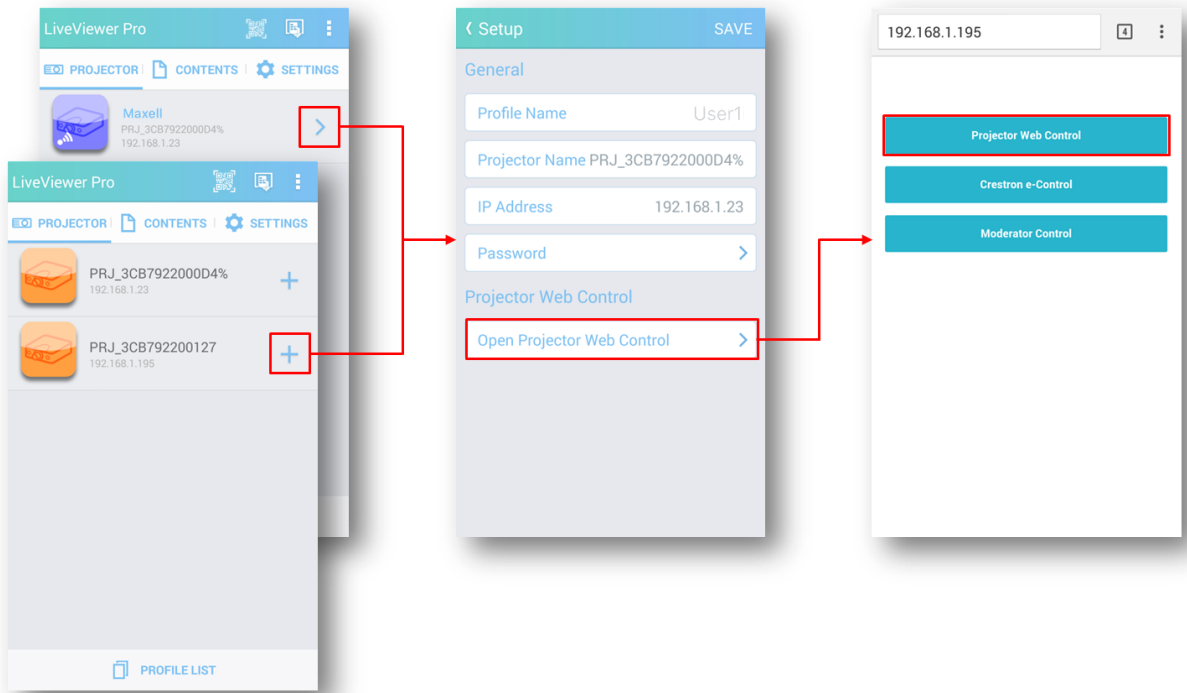 LiveViewer Pro
PROJECTOR CONTENTS SETTINGS
Maxell
PRJ_3CB7922000D4%
192.168.1.23
LiveViewer Pro
PROJECTOR CONTENTS SETTINGS
PRJ_3CB7922000D4%
192.168.1.23
PRJ_3CB792200127
192.168.1.195
PROFILE LIST
Setup SAVE
General
Profile Name User1
Projector Name PRJ_3CB7922000D4%
IP Address 192.168.1.23
Password
Projector Web Control
Open Projector Web Control
192.168.1.195 4
Projector Web Control
Crestron e-Control
Moderator Control